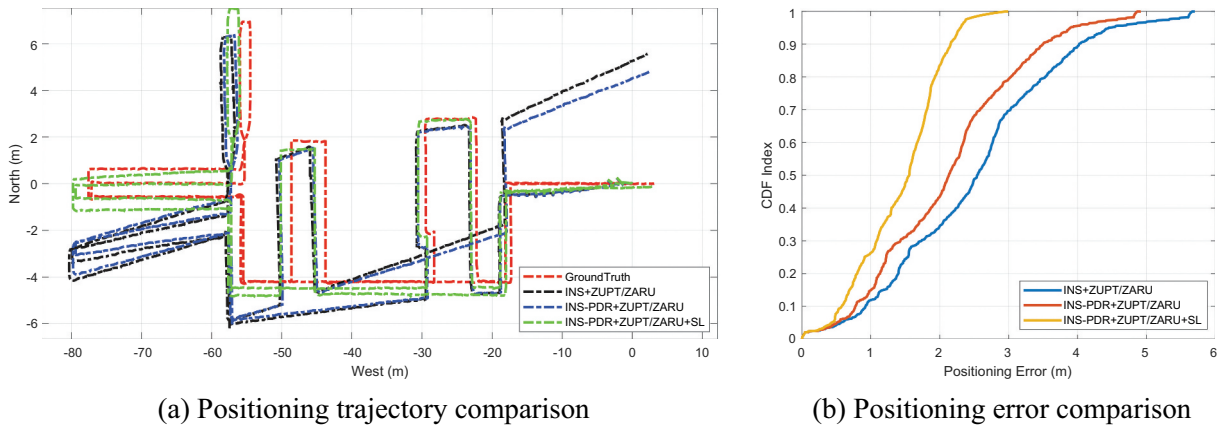 6
4
2
0
-2
-4
-6
North (m)
-80
-70
-60
-50
-40
-30
-20
-10
0
10
West (m)
GroundTruth
INS+ZUPT/ZARU
INS-PDR+ZUPT/ZARU
INS-PDR+ZUPT/ZARU+SL
(a) Positioning trajectory comparison
1
0.9
0.8
0.7
0.6
0.5
0.4
0.3
0.2
0.1
0
CDF Index
0
1
2
3
4
5
6
Positioning Error (m)
INS+ZUPT/ZARU
INS-PDR+ZUPT/ZARU
INS-PDR+ZUPT/ZARU+SL
(b) Positioning error comparison